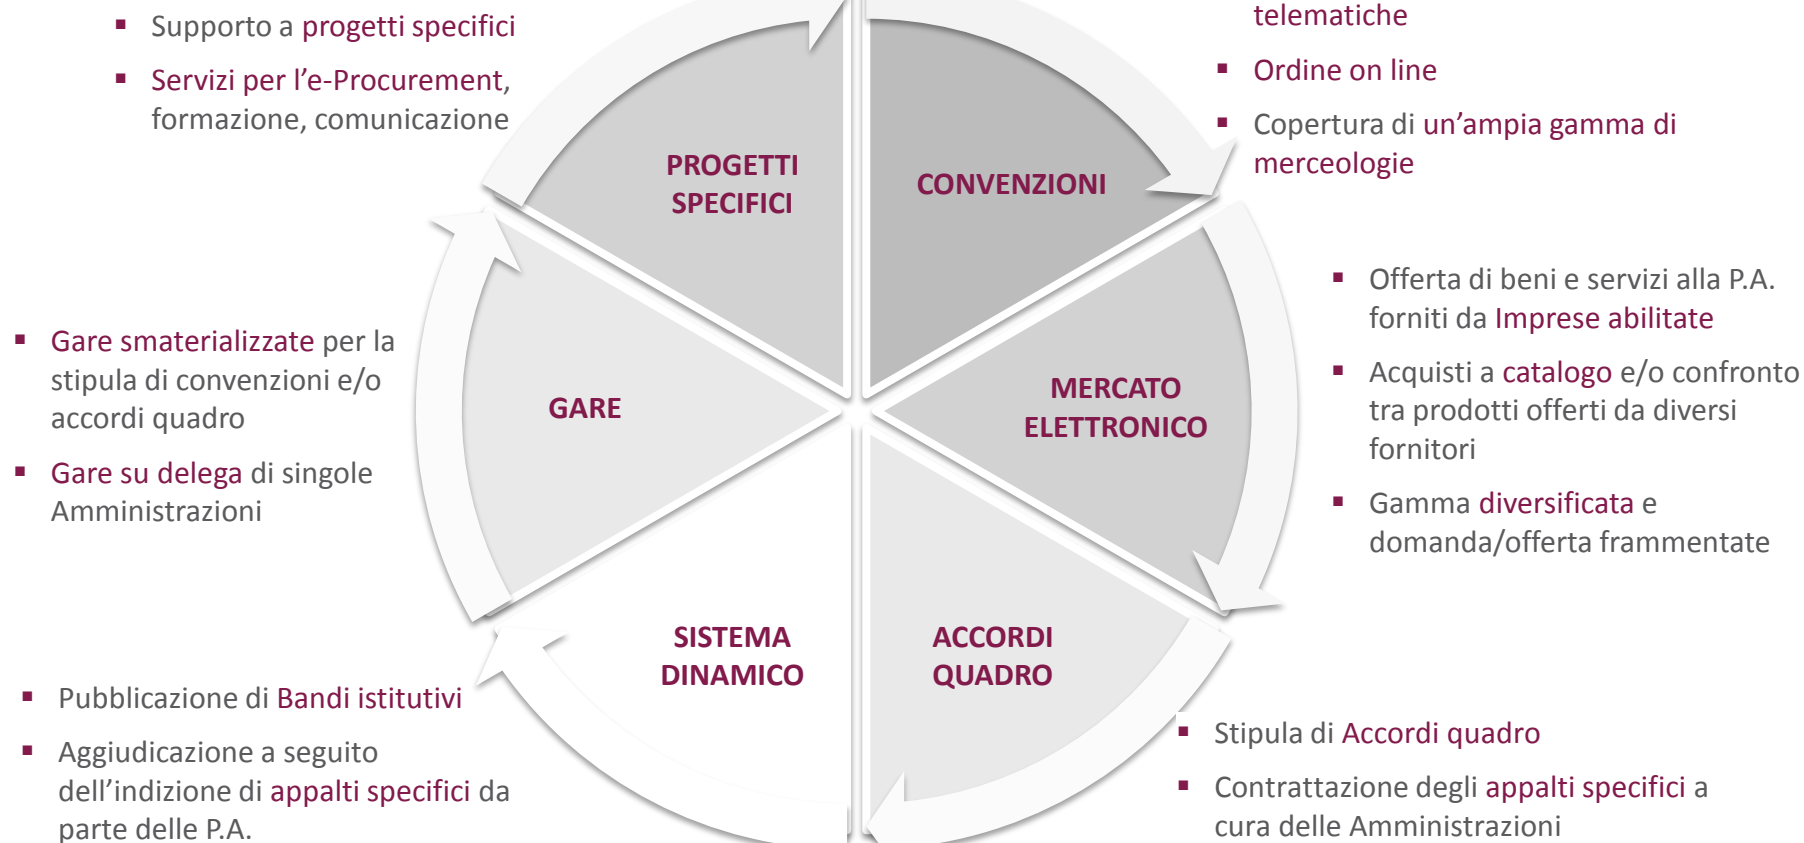 ▪ Supporto a progetti specifici
▪ Servizi per l’e-Procurement,
formazione, comunicazione
telematiche
▪ Ordine on line
▪ Copertura di un’ampia gamma di
merceologie
PROGETTI
SPECIFICI
CONVENZIONI
▪ Gare smaterializzate per la
stipula di convenzioni e/o
accordi quadro
▪ Gare su delega di singole
Amministrazioni
GARE
MERCATO
ELETTRONICO
▪ Offerta di beni e servizi alla P.A.
forniti da Imprese abilitate
▪ Acquisti a catalogo e/o confronto
tra prodotti offerti da diversi
fornitori
▪ Gamma diversificata e
domanda/offerta frammentate
SISTEMA
DINAMICO
ACCORDI
QUADRO
▪ Pubblicazione di Bandi istitutivi
▪ Aggiudicazione a seguito
dell’indizione di appalti specifici da
parte delle P.A.
▪ Stipula di Accordi quadro
▪ Contrattazione degli appalti specifici a
cura delle Amministrazioni